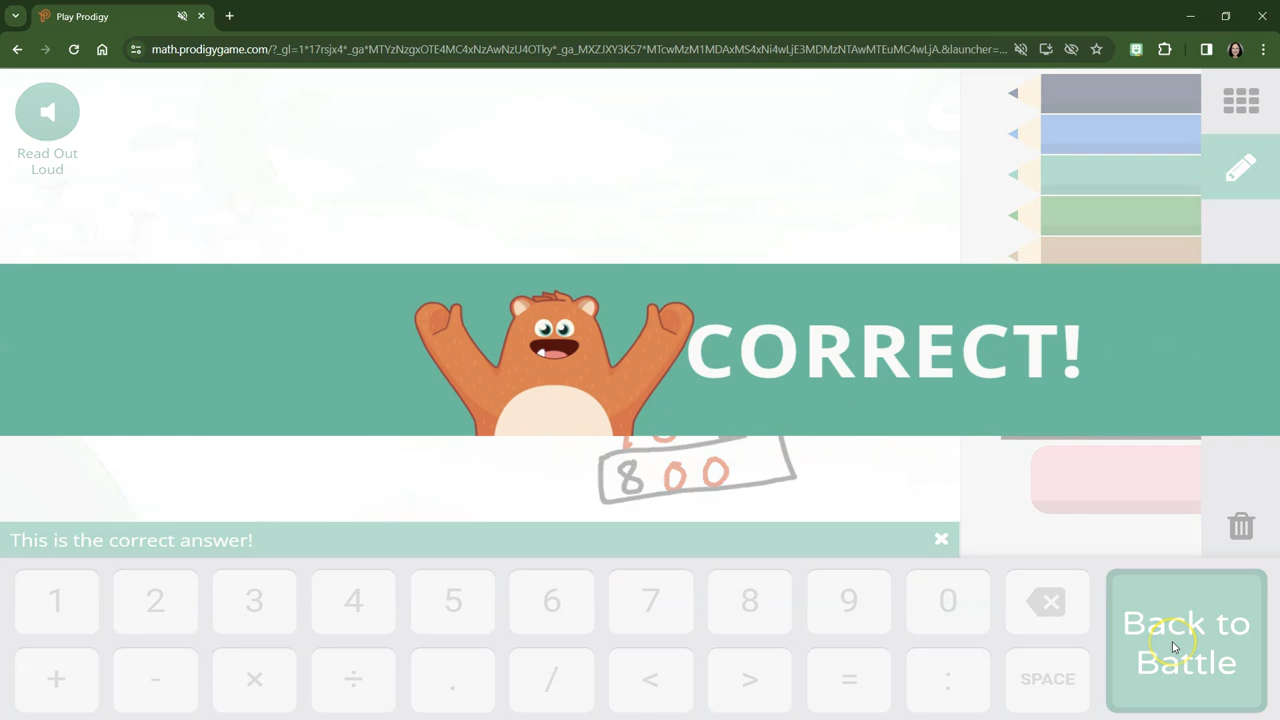 Play Prodigy
math.prodigygame.com/?_gl=1*17rsjx4*_ga*MTYzNzgxOTE4MC4xNzAwNzU4OTky*_ga_MXZJXY3K57*MTcwMzM1MDAxMS4xNi4wLjE3MDMzNTAwMTEuMC4wLjA.&launcher=...
Read Out
Loud
CORRECT!
800
This is the correct answer!
1 2 3 4 5 6 7 8 9 0
Back to
Battle
+ - × ÷ . / < > = : SPACE